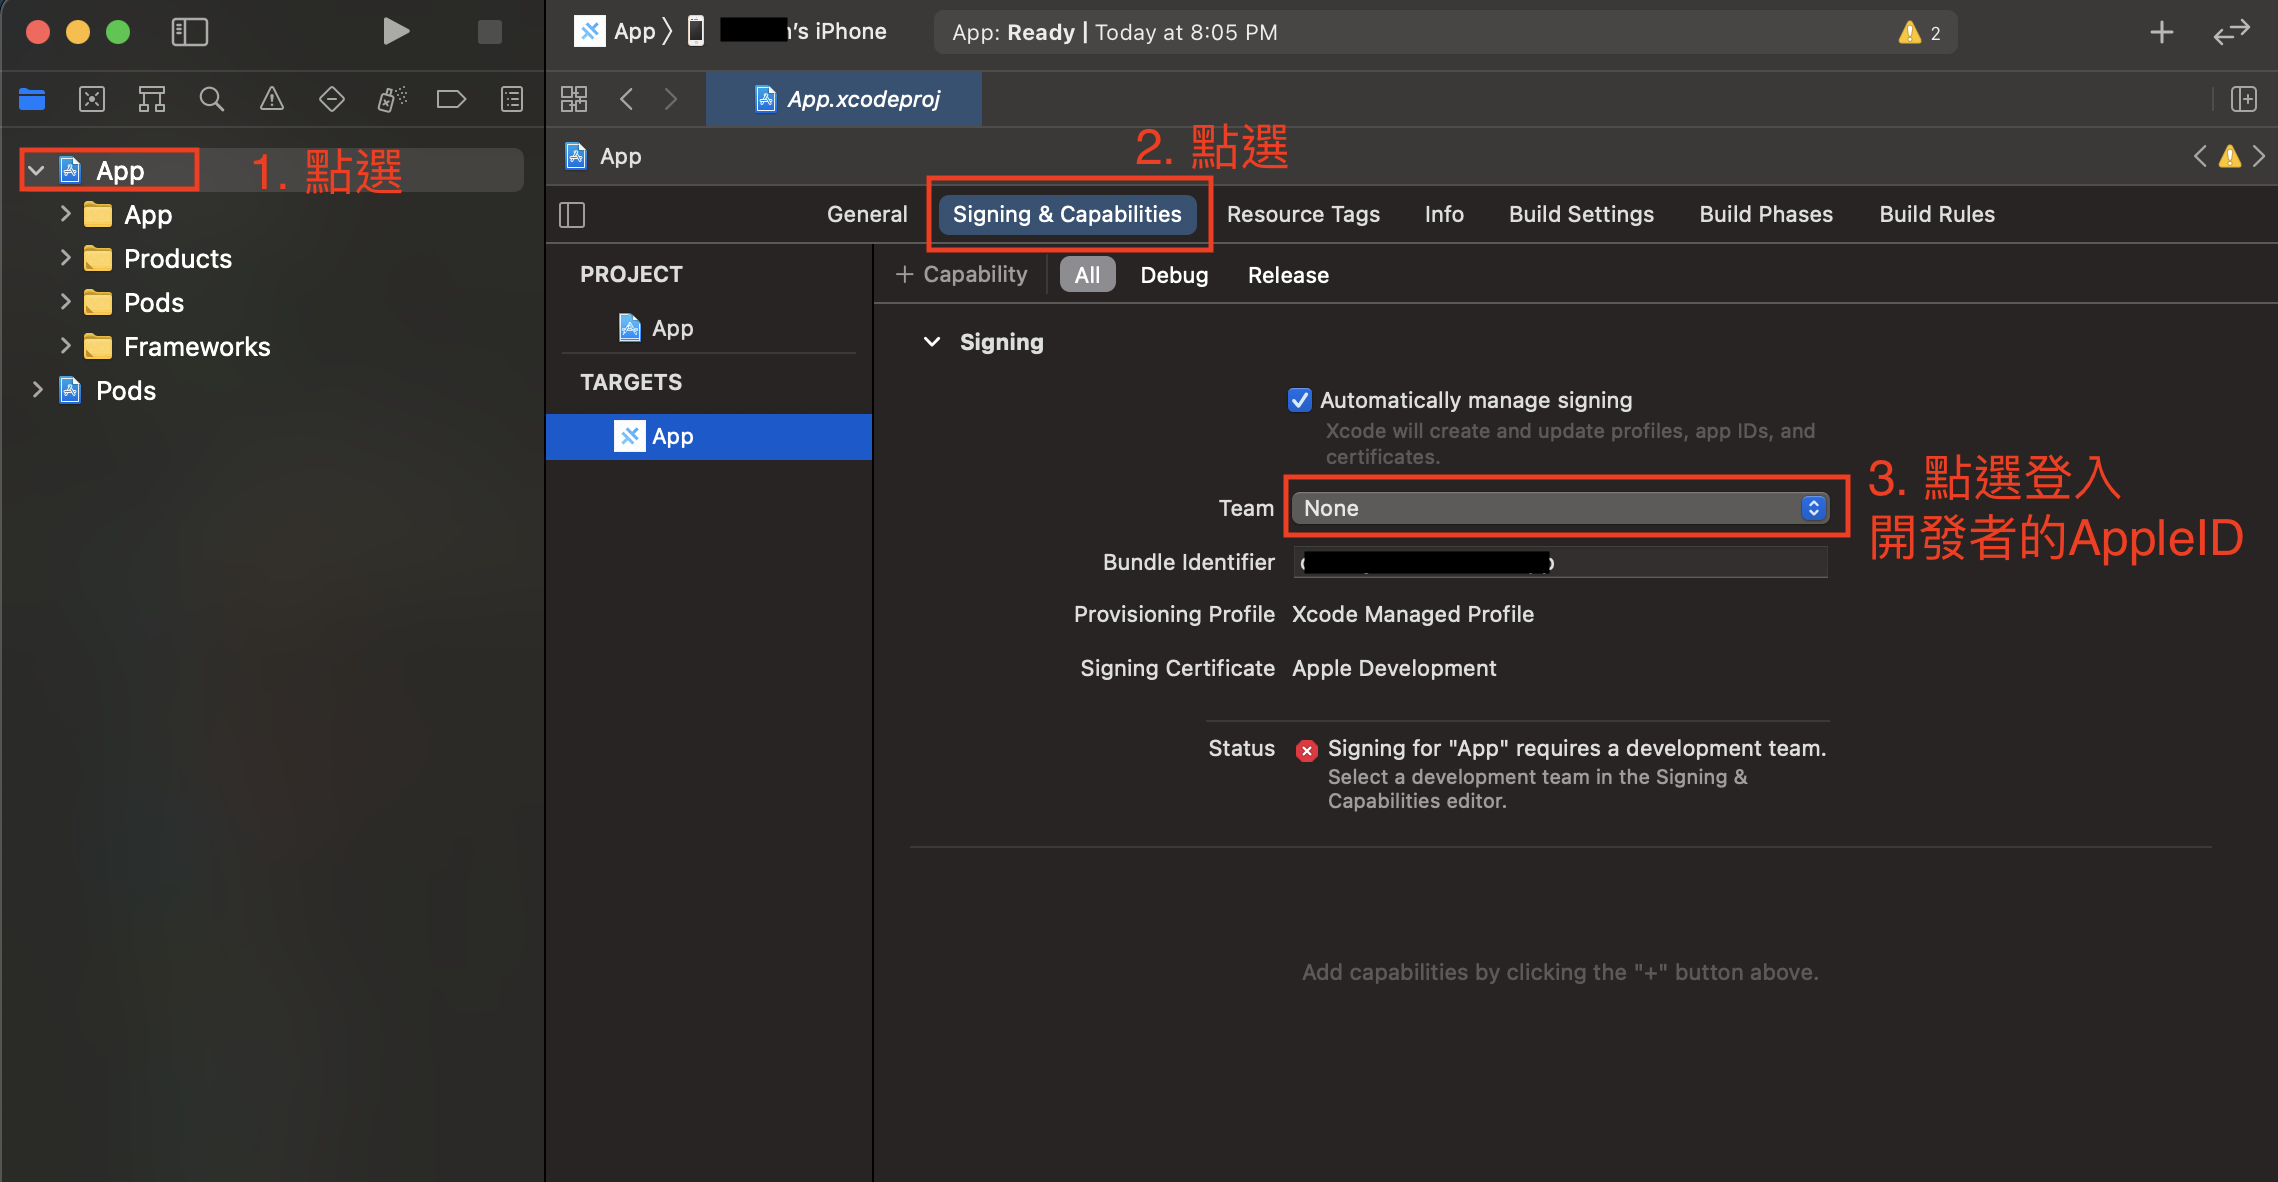 App 〉 's iPhone
App: Ready | Today at 8:05 PM
2
App.xcodeproj
App
1. 點選
App
Products
Pods
Frameworks
Pods
App
2. 點選
General
Signing & Capabilities
Resource Tags
Info
Build Settings
Build Phases
Build Rules
PROJECT
App
TARGETS
App
+ Capability
All
Debug
Release
Signing
Automatically manage signing
Xcode will create and update profiles, app IDs, and
certificates.
Team
None
3. 點選登入
開發者的AppleID
Bundle Identifier
Provisioning Profile
Xcode Managed Profile
Signing Certificate
Apple Development
Status
Signing for "App" requires a development team.
Select a development team in the Signing &
Capabilities editor.
Add capabilities by clicking the "+" button above.